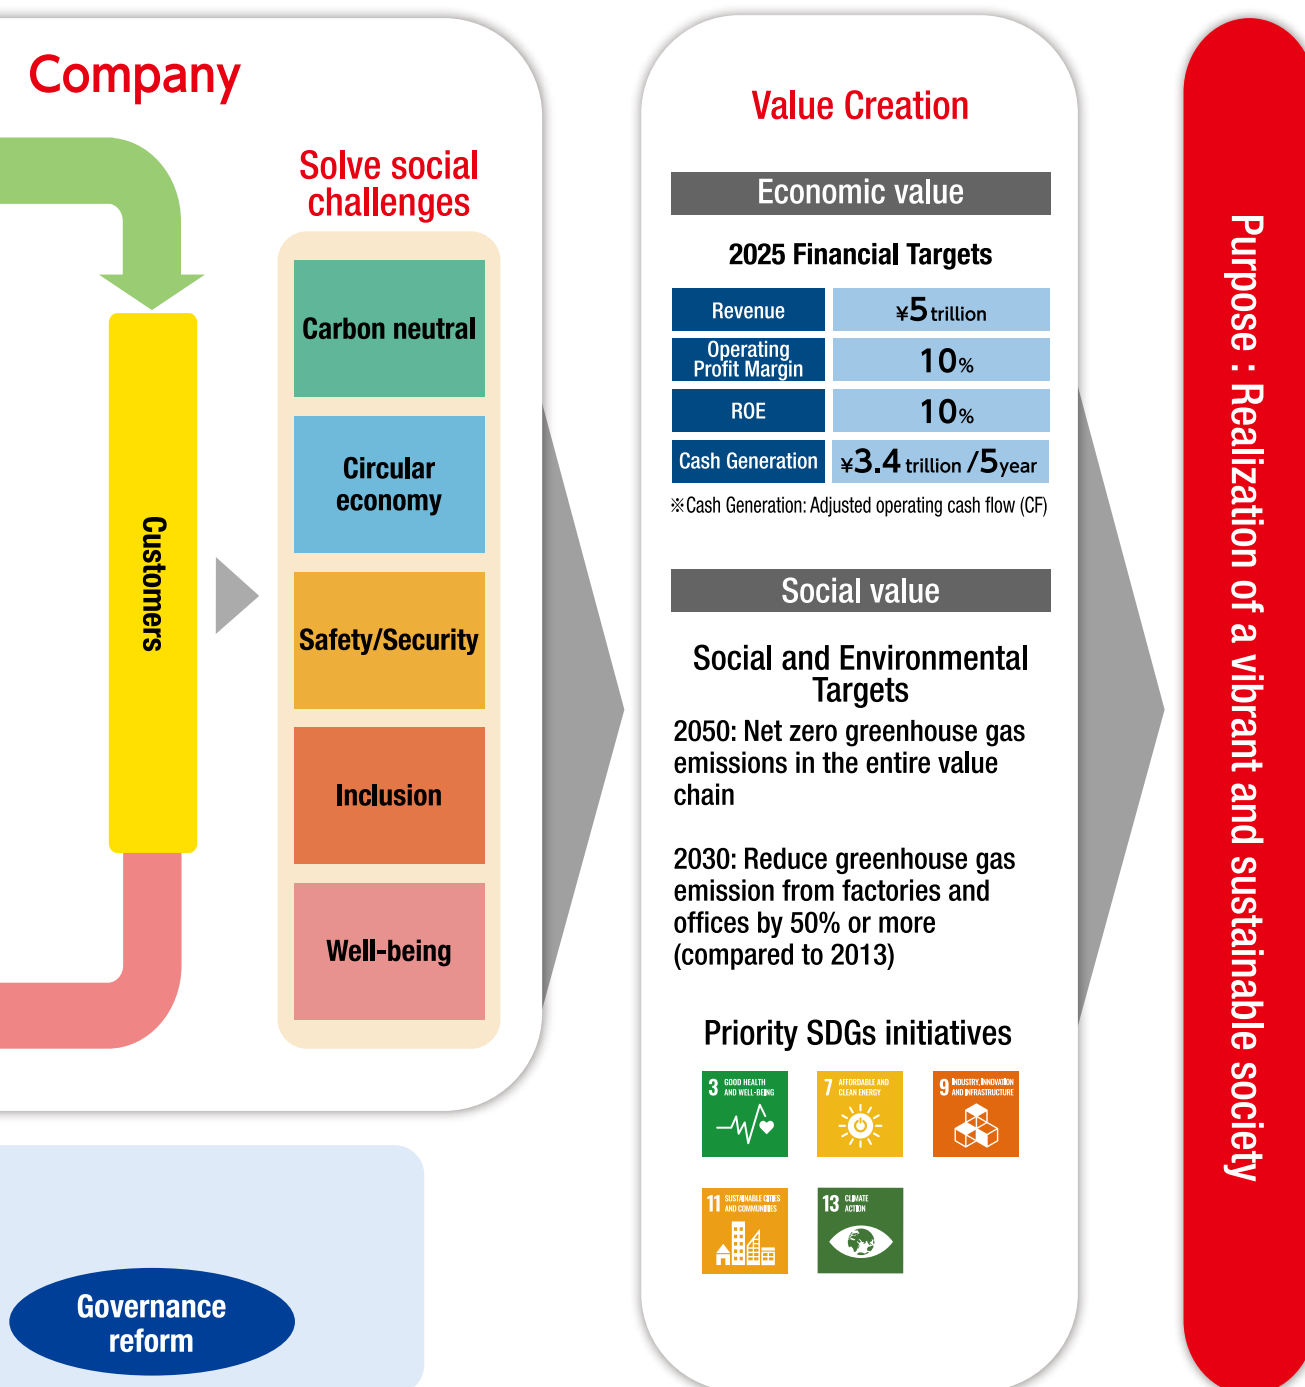 Company
Customers
Solve social
challenges
Carbon neutral
Circular
economy
Safety/Security
Inclusion
Well-being
Governance
reform
Value Creation
Economic value
2025 Financial Targets
Revenue ¥5 trillion
Operating
Profit Margin 10%
ROE 10%
Cash Generation ¥3.4 trillion /5year
※Cash Generation: Adjusted operating cash flow (CF)
Social value
Social and Environmental
Targets
2050: Net zero greenhouse gas
emissions in the entire value
chain
2030: Reduce greenhouse gas
emission from factories and
offices by 50% or more
(compared to 2013)
Priority SDGs initiatives
3 GOOD HEALTH
AND WELL-BEING
7 AFFORDABLE AND
CLEAN ENERGY
9 INDUSTRY, INNOVATION
AND INFRASTRUCTURE
11 SUSTAINABLE CITIES
AND COMMUNITIES
13 CLIMATE
ACTION
Purpose : Realization of a vibrant and sustainable society